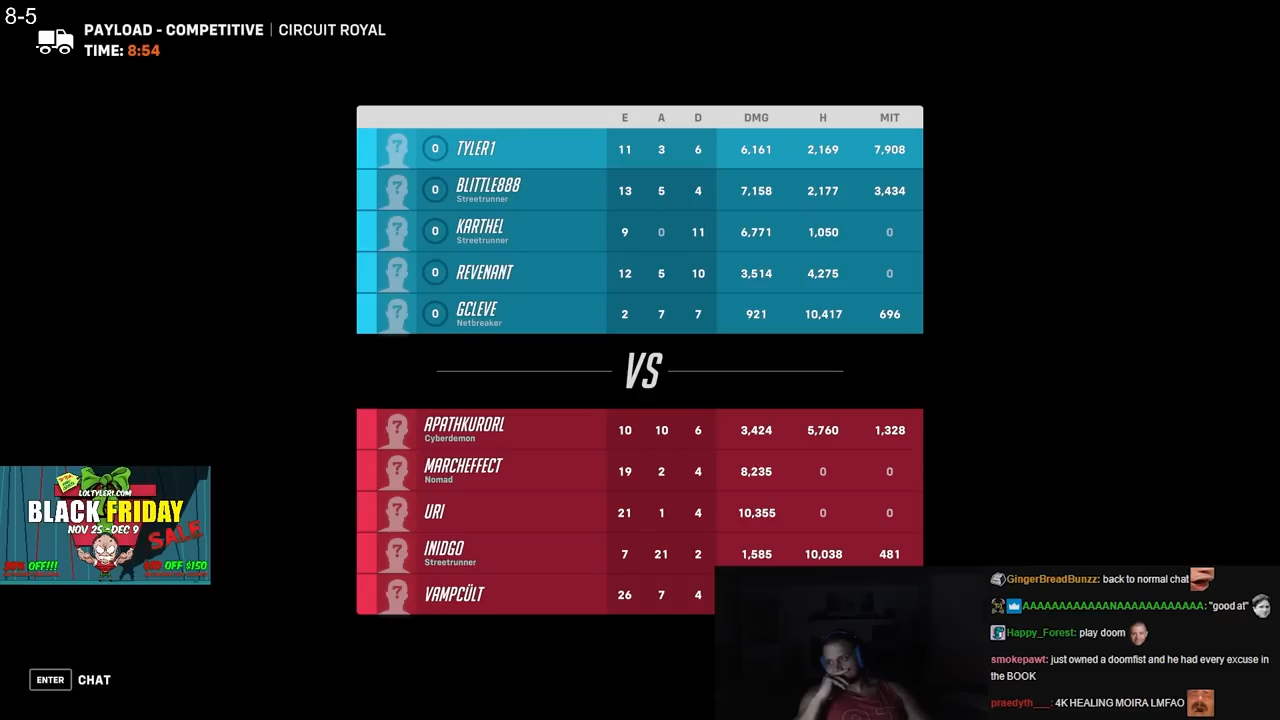 8-5
PAYLOAD - COMPETITIVE | CIRCUIT ROYAL
TIME: 8:54
E A D DMG H MIT
0 TYLER1 11 3 6 6,161 2,169 7,908
0 BLITTLE888 13 5 4 7,158 2,177 3,434
Streetrunner
0 KARTHEL 9 0 11 6,771 1,050 0
Streetrunner
0 REVENANT 12 5 10 3,514 4,275 0
0 GCLEVE 2 7 7 921 10,417 696
Netbreaker
VS
APATHKURORL 10 10 6 3,424 5,760 1,328
Cyberdemon
MARCHEFFECT 19 2 4 8,235 0 0
Nomad
URI 21 1 4 10,355 0 0
INIDGO 7 21 2 1,585 10,038 481
Streetrunner
VAMPCÜLT 26 7 4
LOLTYLER1.COM
BLACK FRIDAY
NOV 25 - DEC 9
SALE
OFF!!!
OFF $150
GingerBreadBunzz: back to normal chat
AAAAAAAAAAAANAAAAAAAAAAAA: "good at"
Happy_Forest: play doom
smokepawt: just owned a doomfist and he had every excuse in
the BOOK
praedyth___: 4K HEALING MOIRA LMFAO
ENTER CHAT